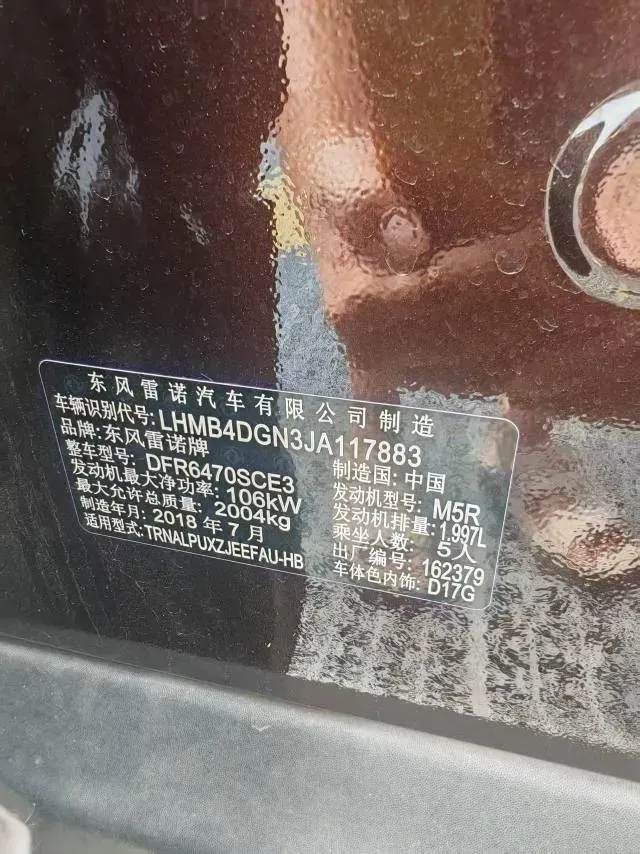 东风雷诺汽车有限公司制造
车辆识别代号:LHMB4DGN3JA117883
品牌:东风雷诺牌 制造国:中国
整车型号:DFR6470SCE3 发动机型号:M5R
发动机最大净功率:106kW 发动机排量:1.997L
最大允许总质量:2004kg 乘坐人数:5人
制造年月:2018年7月 出厂编号:162379
适用型式:TRNALPUXZJEEFAU-HB 车体色内饰:D17G